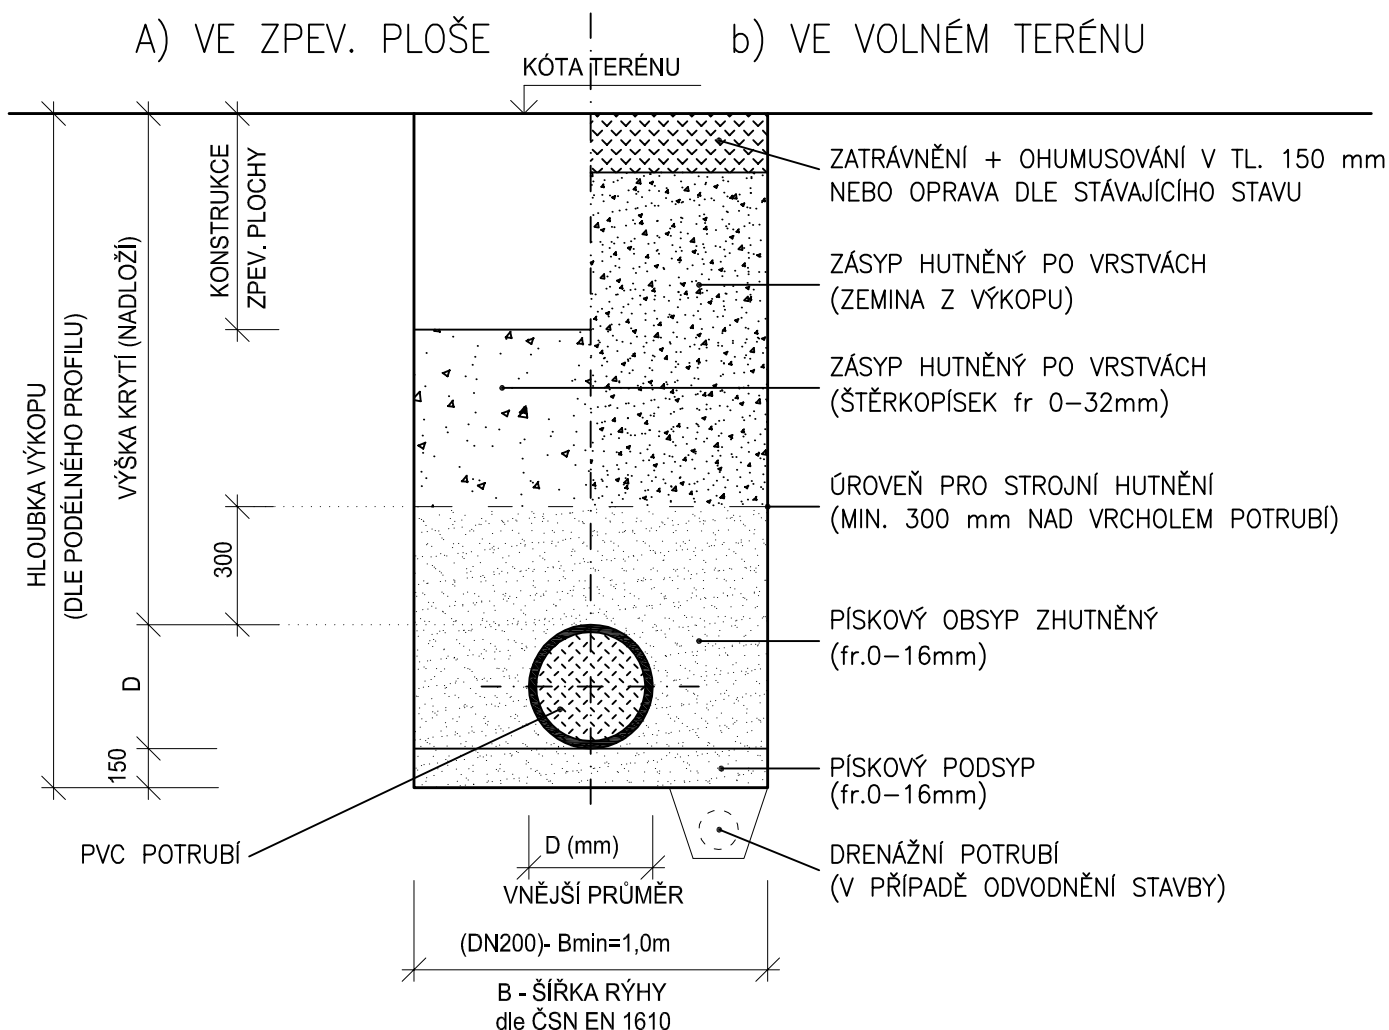 A) VE ZPEV. PLOŠE
b) VE VOLNÉM TERÉNU
KÓTA TERÉNU
HLOUBKA VÝKOPU
(DLE PODÉLNÉHO PROFILU)
VÝŠKA KRYTÍ (NADLOŽÍ)
KONSTRUKCE
ZPEV. PLOCHY
300
D
150
ZATRÁVNĚNÍ + OHUMUSOVÁNÍ V TL. 150 mm
NEBO OPRAVA DLE STÁVAJÍCÍHO STAVU
ZÁSYP HUTNĚNÝ PO VRSTVÁCH
(ZEMINA Z VÝKOPU)
ZÁSYP HUTNĚNÝ PO VRSTVÁCH
(ŠTĚRKOPÍSEK fr 0-32mm)
ÚROVEŇ PRO STROJNÍ HUTNĚNÍ
(MIN. 300 mm NAD VRCHOLEM POTRUBÍ)
PÍSKOVÝ OBSYP ZHUTNĚNÝ
(fr.0-16mm)
PÍSKOVÝ PODSYP
(fr.0-16mm)
DRENÁŽNÍ POTRUBÍ
(V PŘÍPADĚ ODVODNĚNÍ STAVBY)
PVC POTRUBÍ
D (mm)
VNĚJŠÍ PRŮMĚR
(DN200)- Bmin=1,0m
B - ŠÍŘKA RÝHY
dle ČSN EN 1610